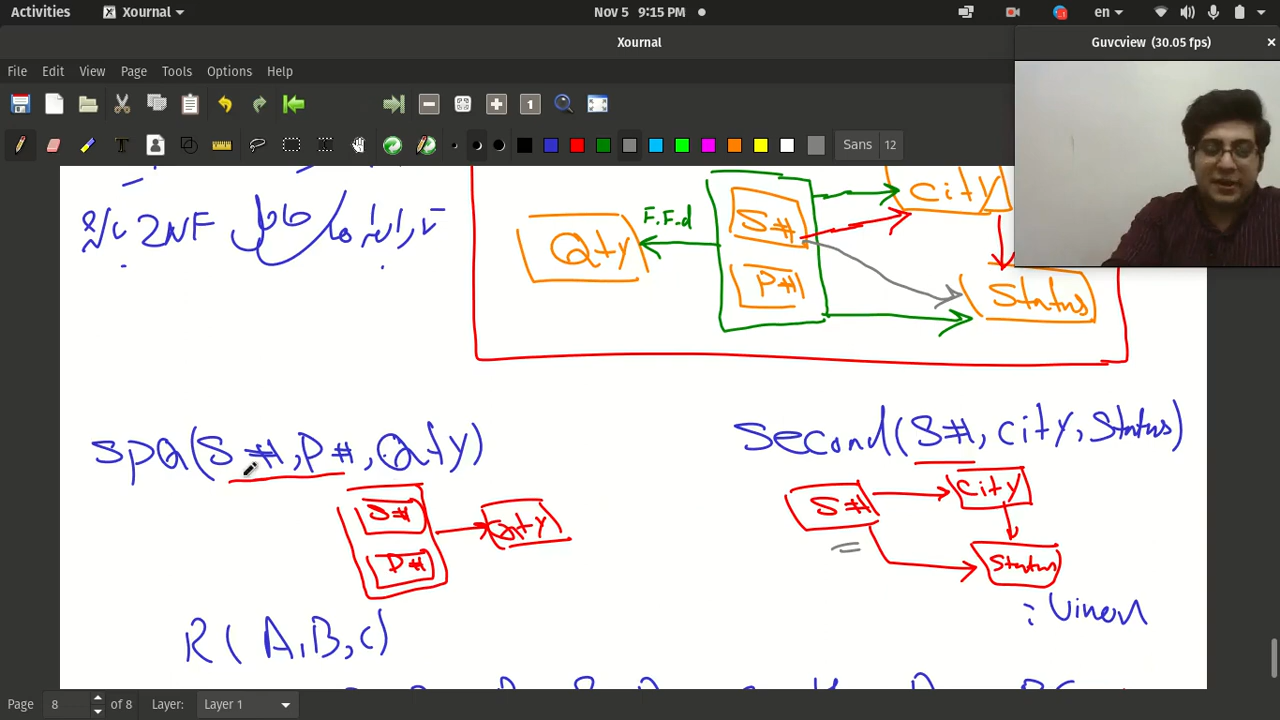 Activities Xournal Nov 5 9:15 PM en
Xournal
Guvcview (30.05 fps)
File Edit View Page Tools Options Help
Sans 12
2NF
F.F.d
Qty
S#
P#
City
Status
SPQ(S#,P#,Qty)
Second(S#,City,Status)
S#
P#
Qty
S#
City
Status
R(A,B,C)
Page 8 of 8 Layer: Layer 1